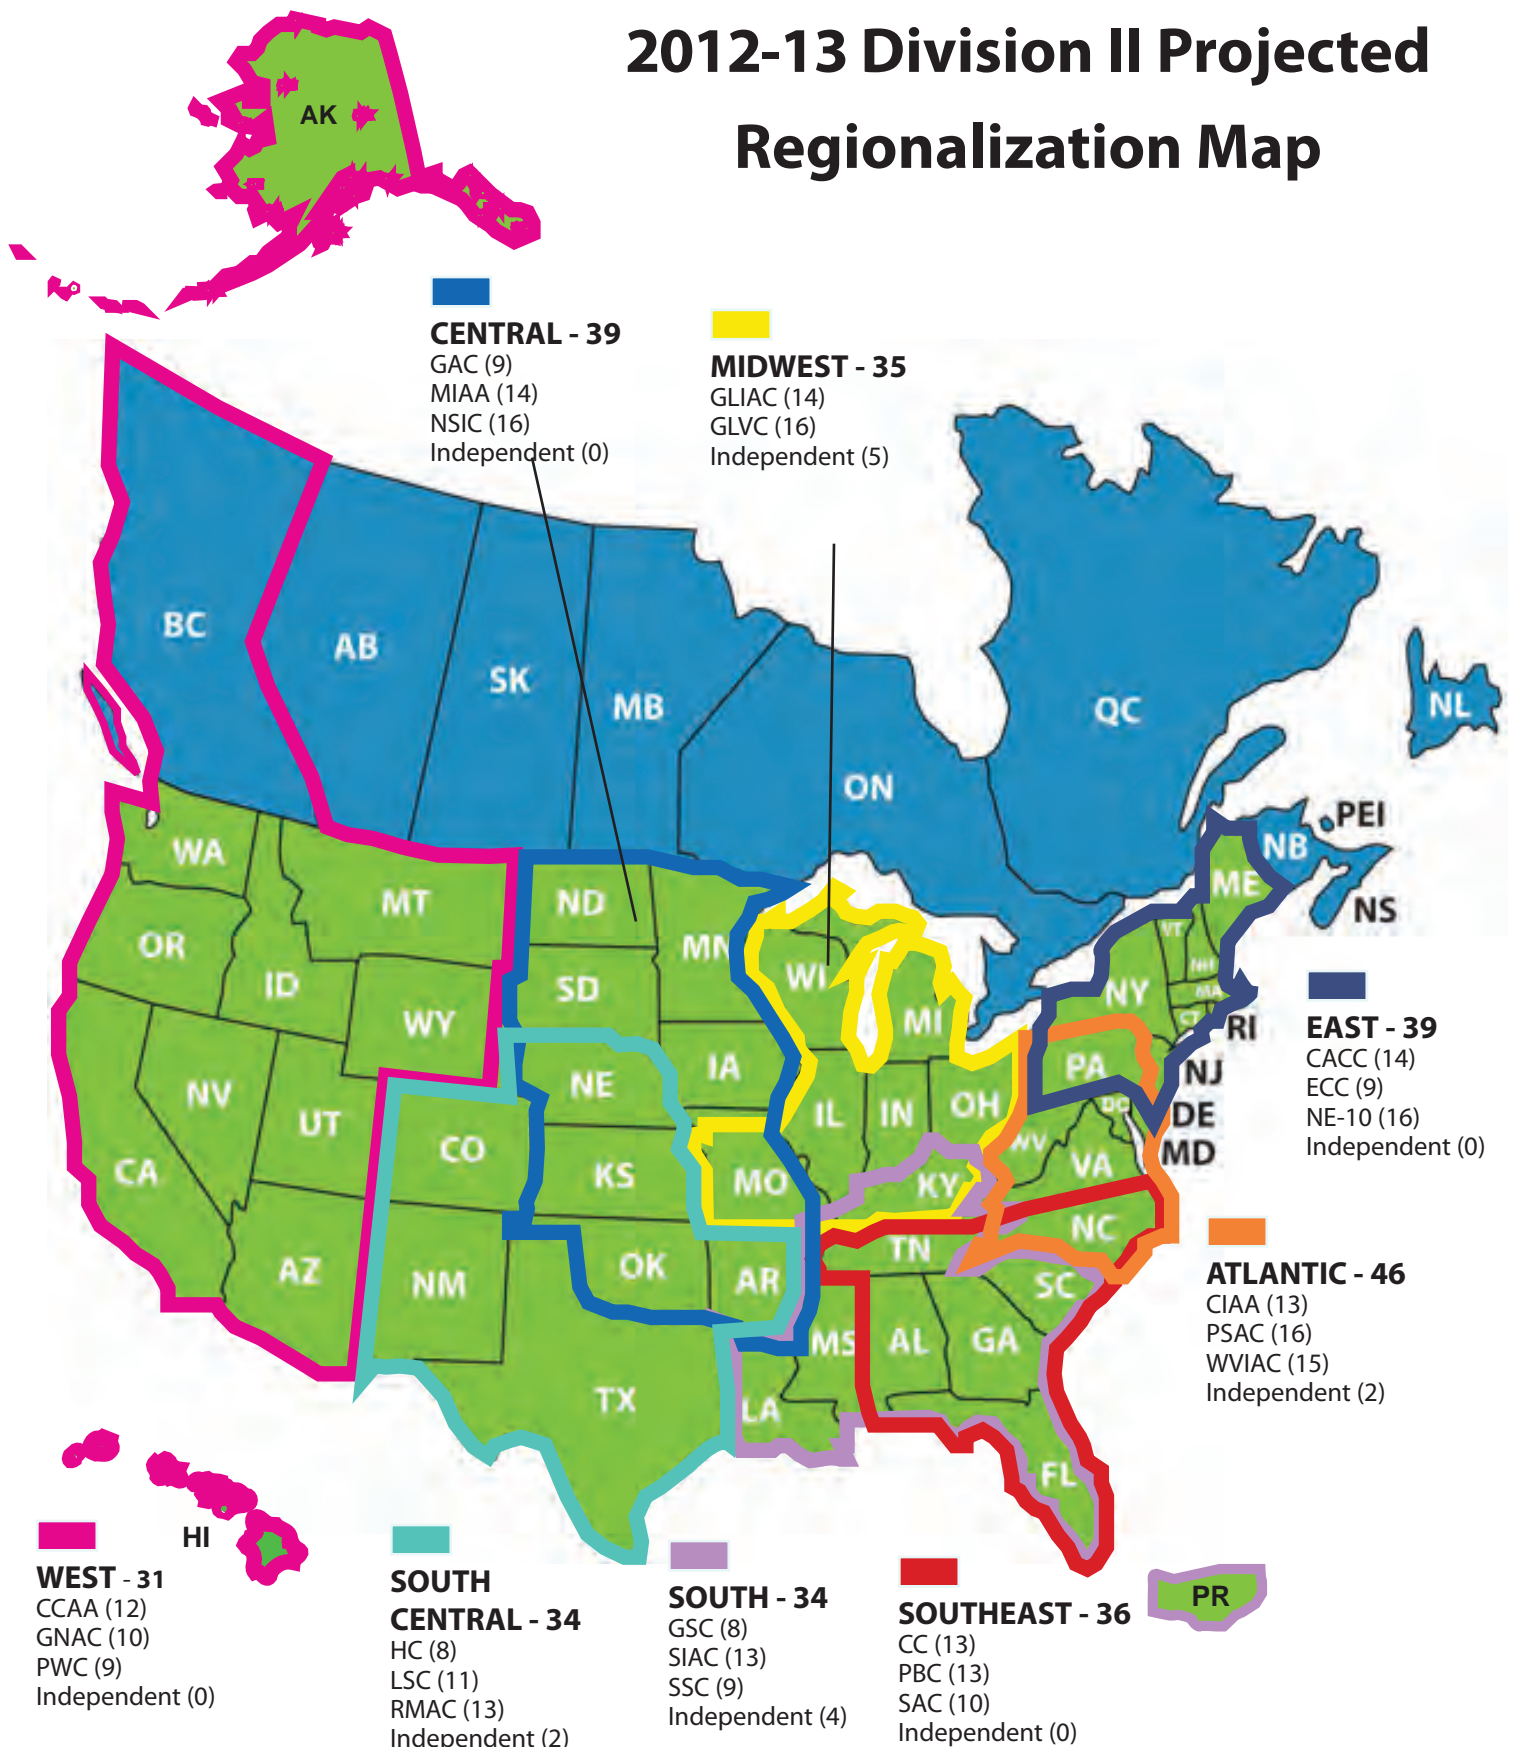 2012-13 Division II Projected
Regionalization Map
AK
CENTRAL - 39
GAC (9)
MIAA (14)
NSIC (16)
Independent (0)
MIDWEST - 35
GLIAC (14)
GLVC (16)
Independent (5)
BC
AB
SK
MB
ON
QC
NL
PEI
NB
NS
WA
MT
ND
MN
ME
OR
ID
SD
WI
MI
VT
NH
NY
MA
CT
RI
WY
NV
UT
NE
IA
IL
IN
OH
PA
NJ
DC
DE
MD
CA
CO
KS
MO
KY
WV
VA
AZ
NM
OK
AR
TN
NC
SC
TX
LA
MS
AL
GA
FL
EAST - 39
CACC (14)
ECC (9)
NE-10 (16)
Independent (0)
ATLANTIC - 46
CIAA (13)
PSAC (16)
WVIAC (15)
Independent (2)
HI
WEST - 31
CCAA (12)
GNAC (10)
PWC (9)
Independent (0)
SOUTH
CENTRAL - 34
HC (8)
LSC (11)
RMAC (13)
Independent (2)
SOUTH - 34
GSC (8)
SIAC (13)
SSC (9)
Independent (4)
SOUTHEAST - 36
CC (13)
PBC (13)
SAC (10)
Independent (0)
PR